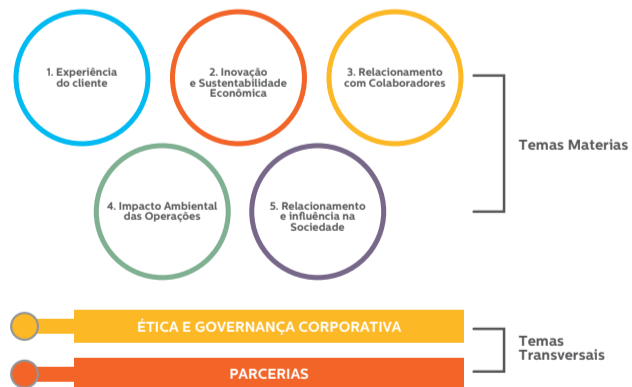 1. Experiência
do cliente
2. Inovação
e Sustentabilidade
Econômica
3. Relacionamento
com Colaboradores
Temas Materias
4. Impacto Ambiental
das Operações
5. Relacionamento
e influência na
Sociedade
ÉTICA E GOVERNANÇA CORPORATIVA
PARCERIAS
Temas
Transversais